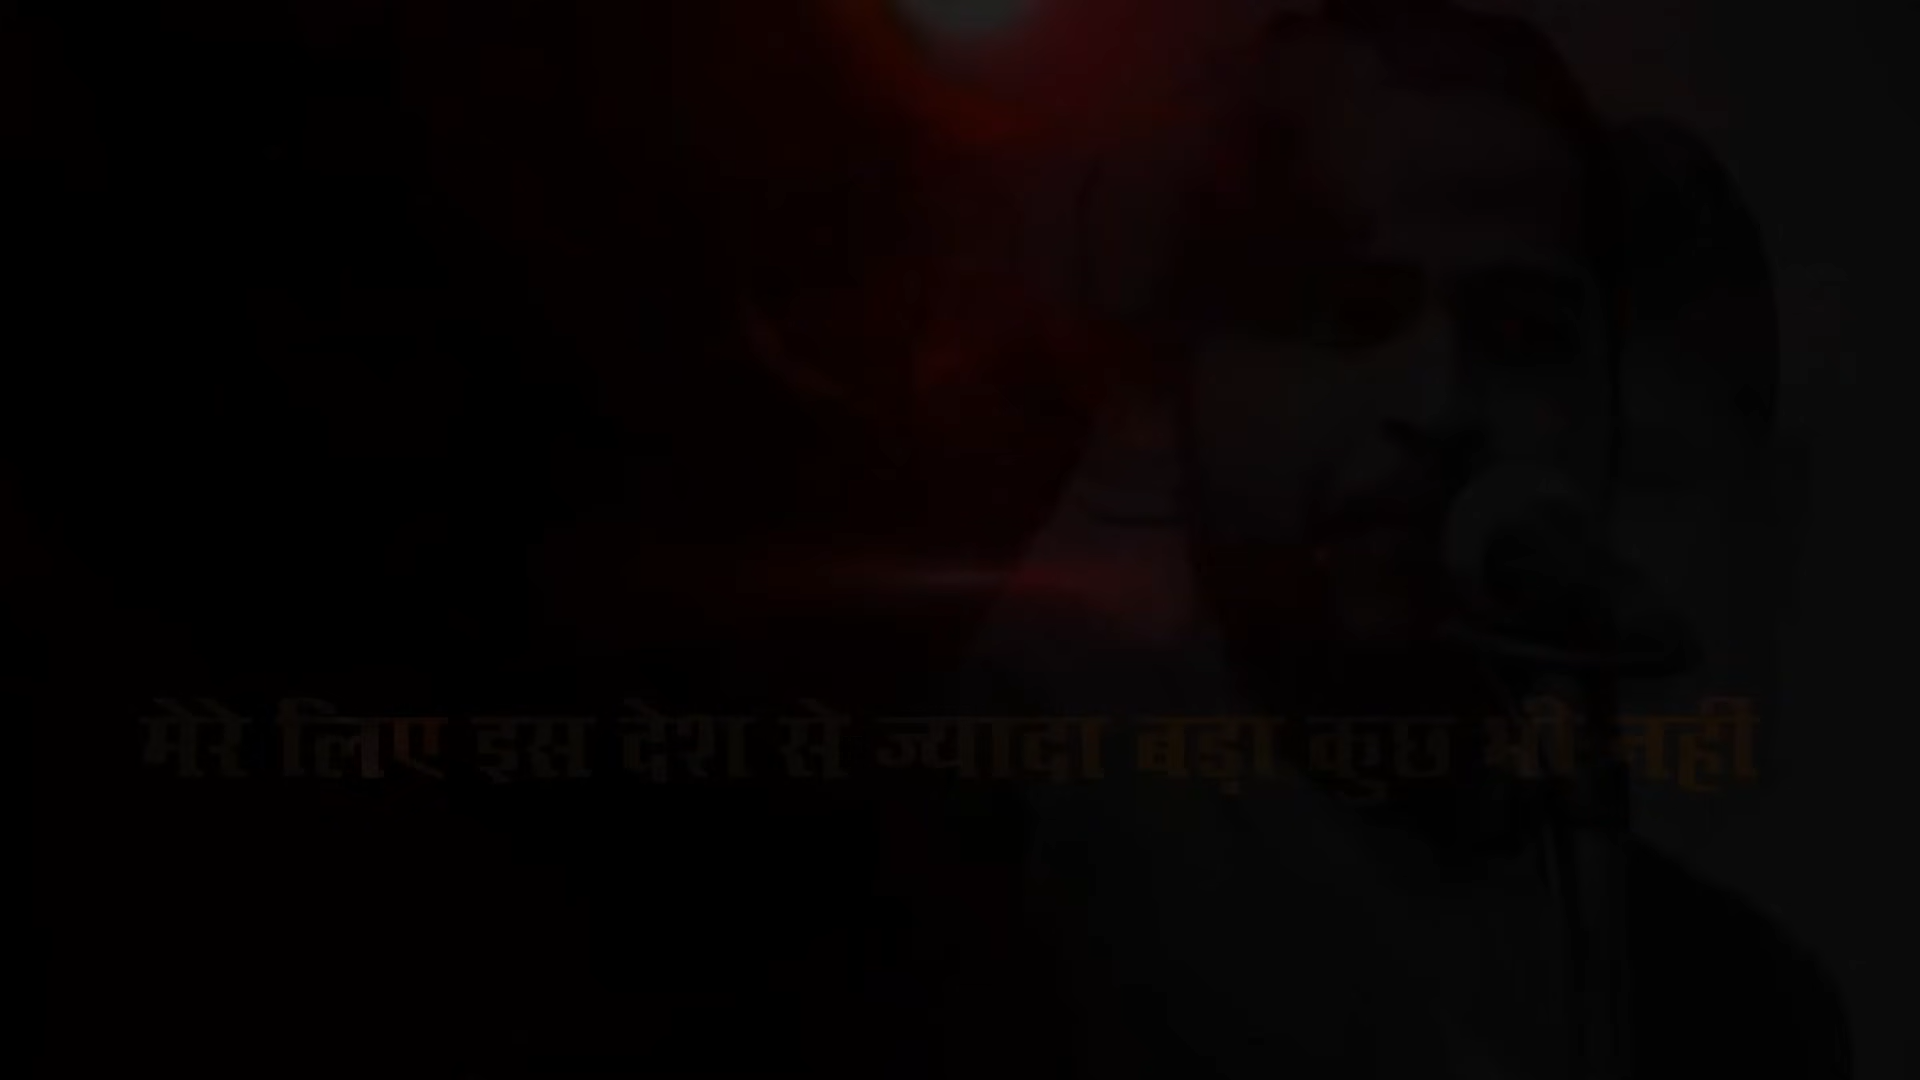 मेरे लिए इस देश से ज्यादा बड़ा कुछ भी नहीं